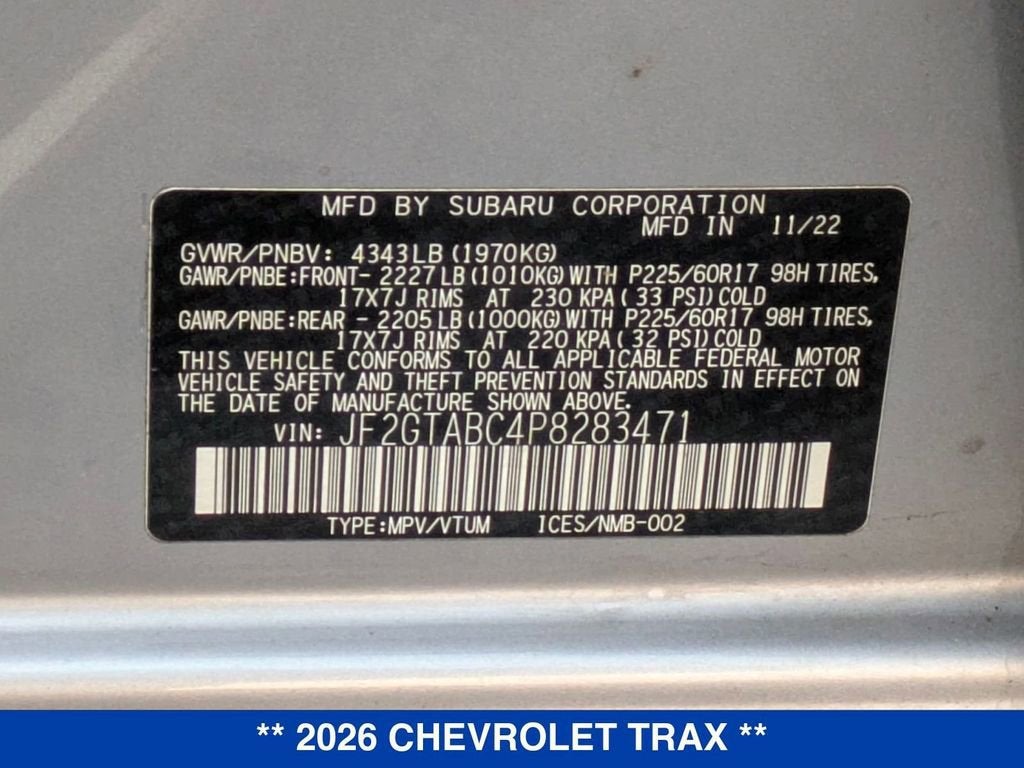 MFD BY SUBARU CORPORATION
MFD IN 11/22
GVWR/PNBV: 4343LB (1970KG)
GAWR/PNBE:FRONT- 2227LB (1010KG) WITH P225/60R17 98H TIRES,
17X7J RIMS AT 230 KPA ( 33 PSI) COLD
GAWR/PNBE:REAR - 2205LB (1000KG) WITH P225/60R17 98H TIRES,
17X7J RIMS AT 220 KPA ( 32 PSI) COLD
THIS VEHICLE CONFORMS TO ALL APPLICABLE FEDERAL MOTOR
VEHICLE SAFETY AND THEFT PREVENTION STANDARDS IN EFFECT ON
THE DATE OF MANUFACTURE SHOWN ABOVE.
VIN: JF2GTABC4P8283471
TYPE:MPV/VTUM ICES/NMB-002
** 2026 CHEVROLET TRAX **